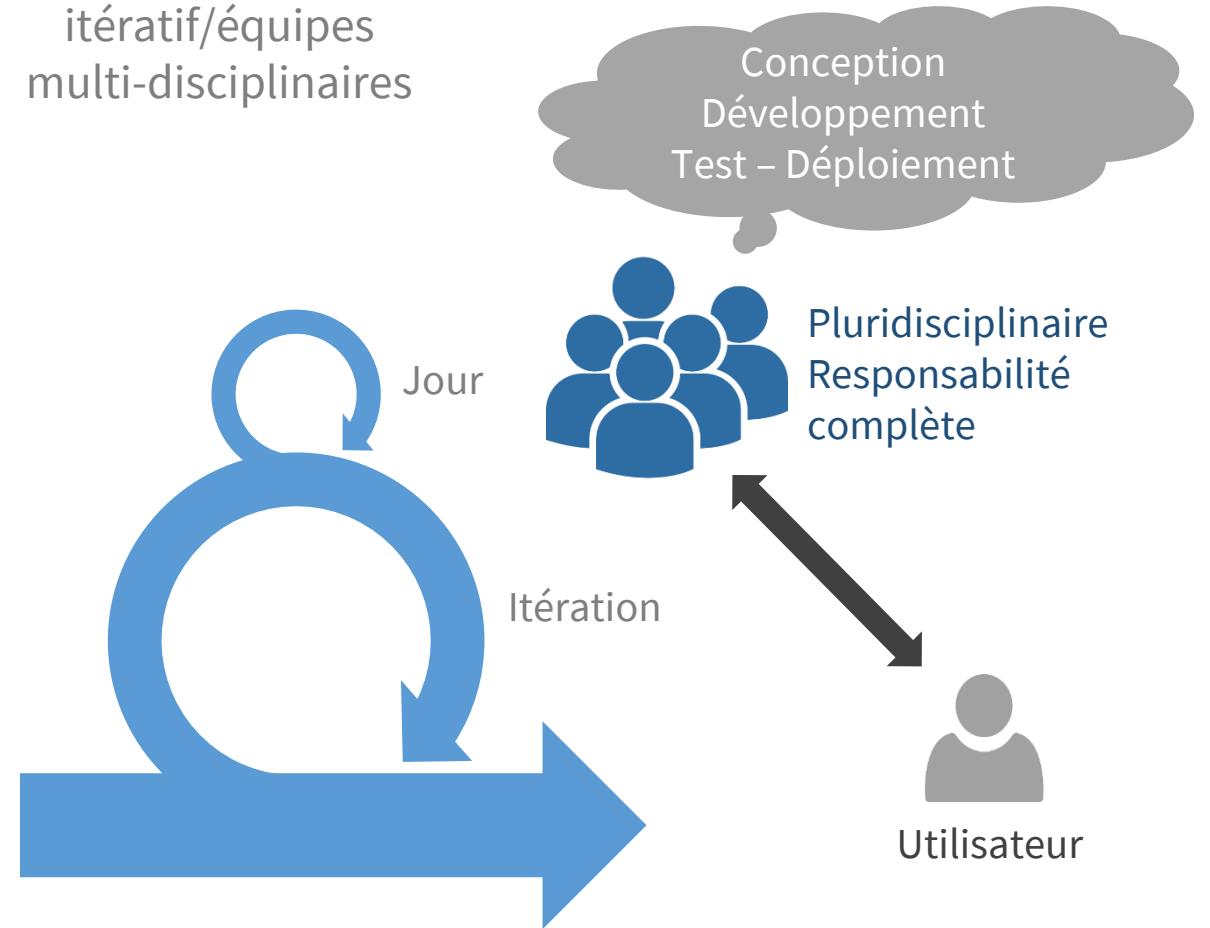 itératif/équipes
multi-disciplinaires
Conception
Développement
Test – Déploiement
Pluridisciplinaire
Responsabilité
complète
Jour
Itération
Utilisateur